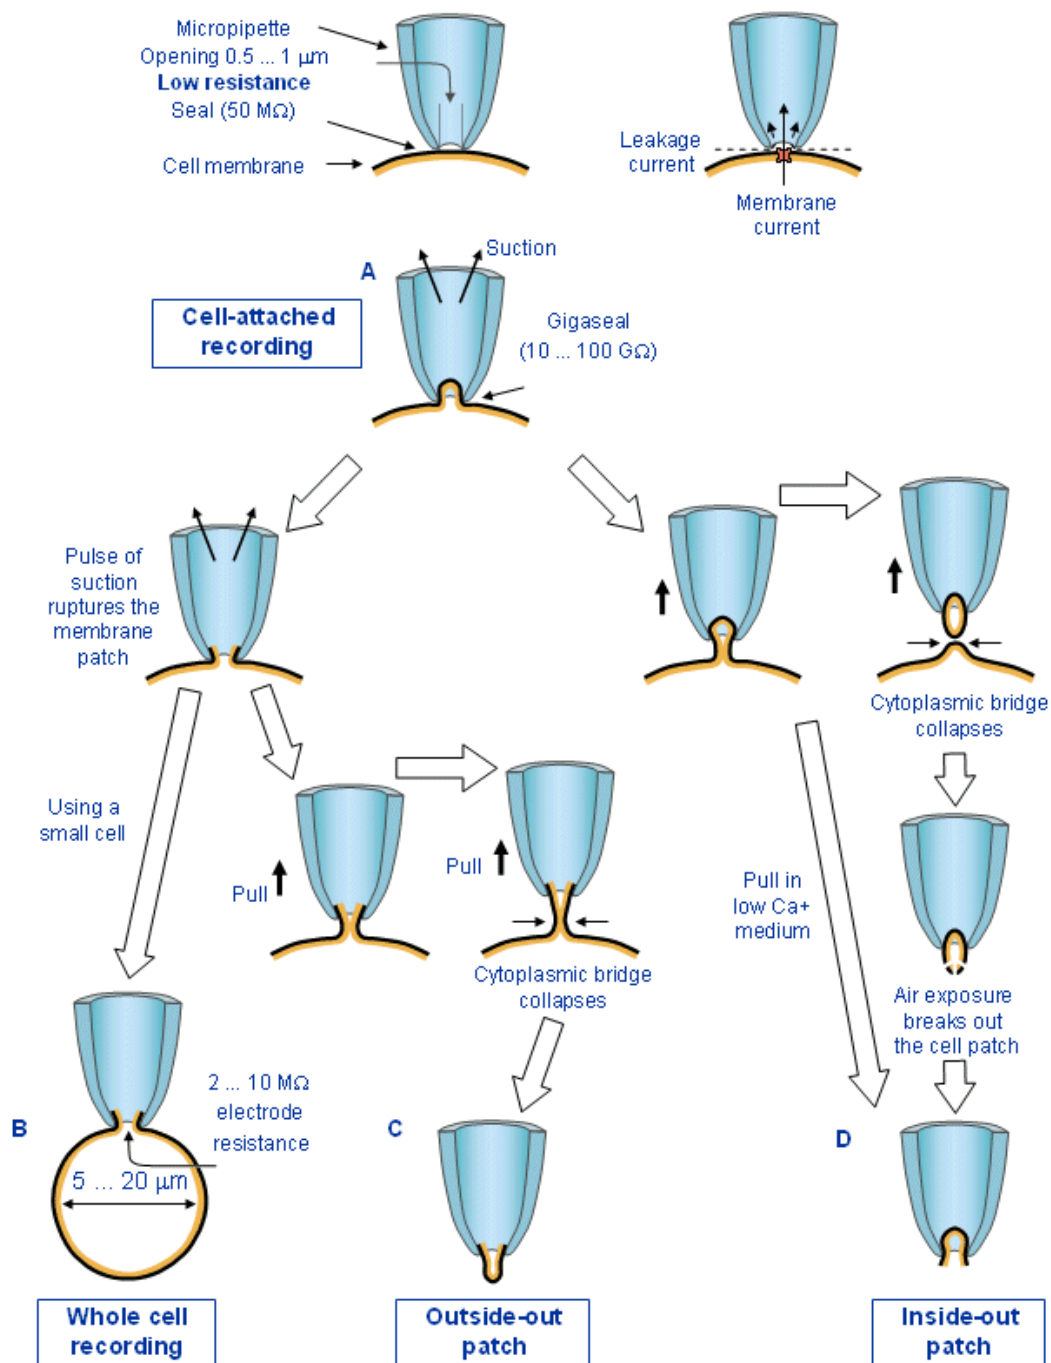 Micropipette
Opening 0.5 ... 1 μm
Low resistance
Seal (50 MΩ)
Cell membrane
Leakage
current
Membrane
current
A
Suction
Cell-attached
recording
Gigaseal
(10 ... 100 GΩ)
Pulse of
suction
ruptures the
membrane
patch
Cytoplasmic bridge
collapses
Using a
small cell
Pull
Pull
Cytoplasmic bridge
collapses
Pull in
low Ca+
medium
Air exposure
breaks out
the cell patch
B
2 ... 10 MΩ
electrode
resistance
5 ... 20 μm
C
D
Whole cell
recording
Outside-out
patch
Inside-out
patch